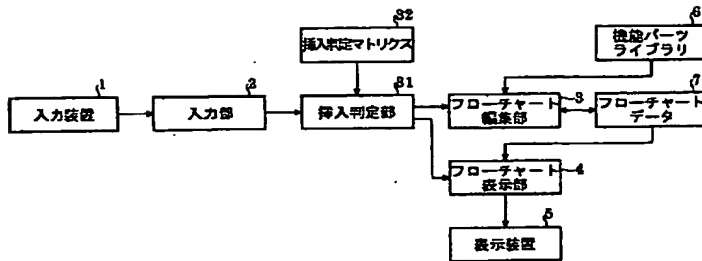 32
挿入判定マトリクス
6
機能パーツ
ライブラリ
1
入力装置
2
入力部
31
挿入判定部
フローチャート
編集部
3
7
フローチャート
データ
フローチャート
表示部
4
5
表示装置